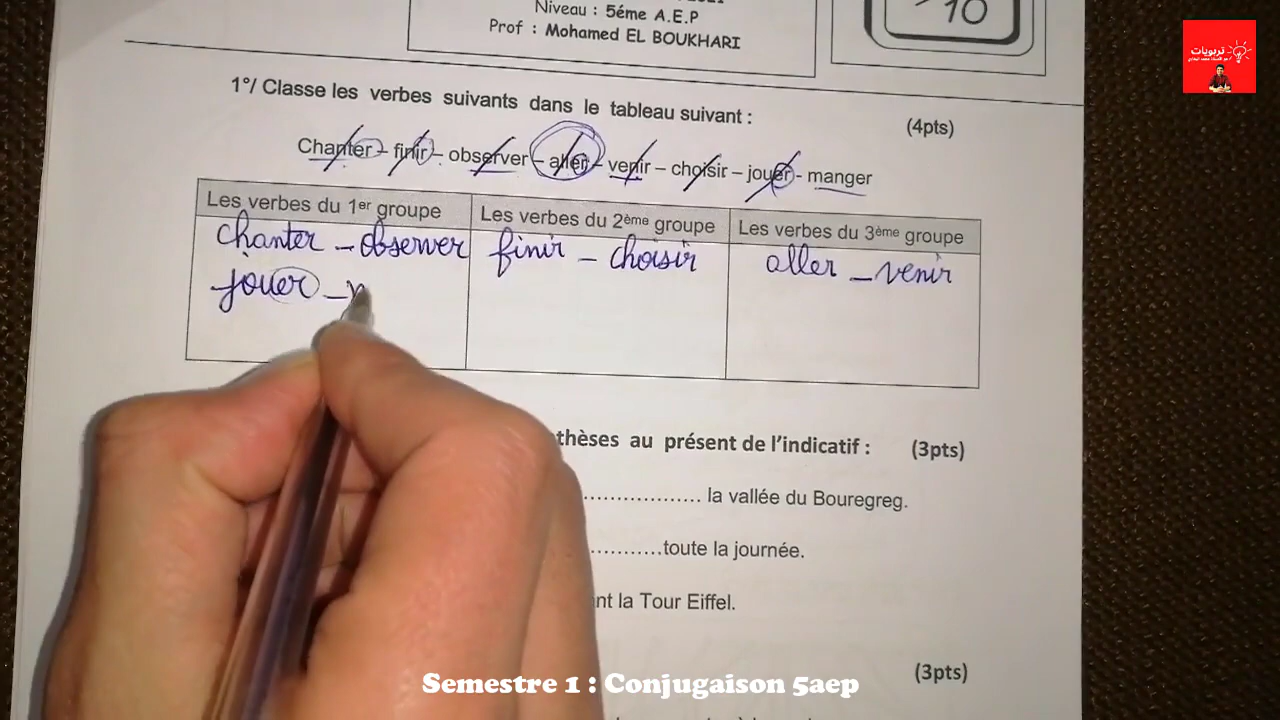 Niveau : 5éme A.E.P
Prof : Mohamed EL BOUKHARI
10
تربويات
1°/ Classe les verbes suivants dans le tableau suivant :
(4pts)
Chanter – finir – observer – aller – venir – choisir – jouer - manger
Les verbes du 1er groupe
Les verbes du 2ème groupe
Les verbes du 3ème groupe
chanter – observer
finir – choisir
aller – venir
jouer –
thèses au présent de l'indicatif :
(3pts)
.................... la vallée du Bouregreg.
............toute la journée.
nt la Tour Eiffel.
(3pts)
Semestre 1 : Conjugaison 5aep